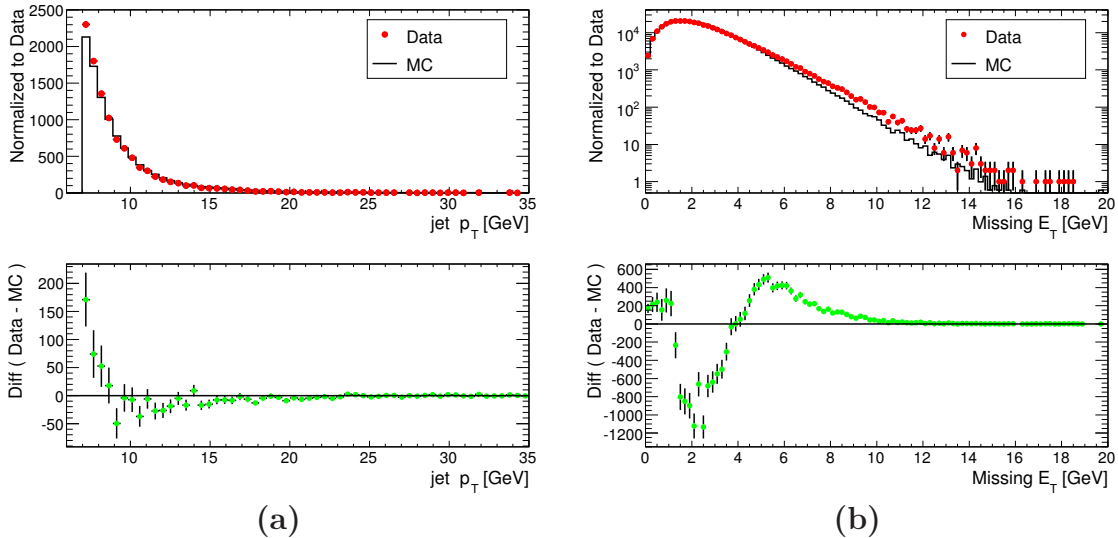 Normalized to Data
2500
2000
1500
1000
500
0
Data
MC
10 15 20 25 30 35
jet p_T [GeV]
Diff ( Data - MC )
200
150
100
50
0
-50
10 15 20 25 30 35
jet p_T [GeV]
(a)
Normalized to Data
10^4
10^3
10^2
10
1
Data
MC
0 2 4 6 8 10 12 14 16 18 20
Missing E_T [GeV]
Diff ( Data - MC )
600
400
200
0
-200
-400
-600
-800
-1000
-1200
0 2 4 6 8 10 12 14 16 18 20
Missing E_T [GeV]
(b)